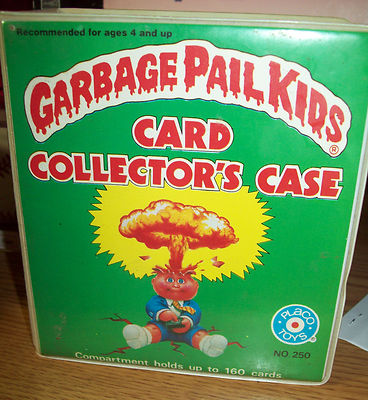 Recommended for ages 4 and up
GARBAGE PAIL KIDS®
CARD
COLLECTOR'S CASE
PLACO
TOYS®
NO 250
Compartment holds up to 160 cards